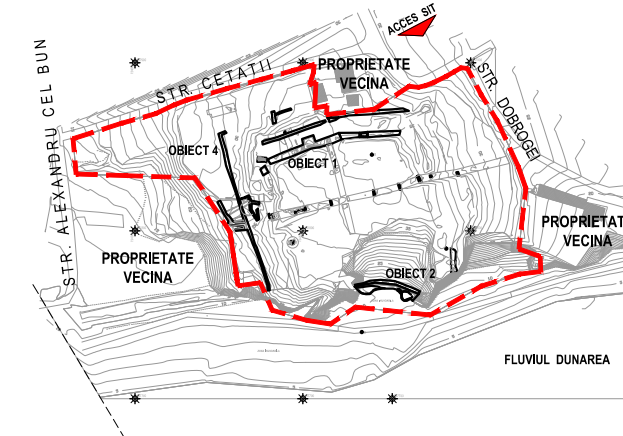 ACCES SIT
STR. CETATII
PROPRIETATE
VECINA
STR. ALEXANDRU CEL BUN
STR. DOBROGEI
OBIECT 4
OBIECT 1
PROPRIETATE
VECINA
PROPRIETAT
VECINA
OBIECT 2
FLUVIUL DUNAREA